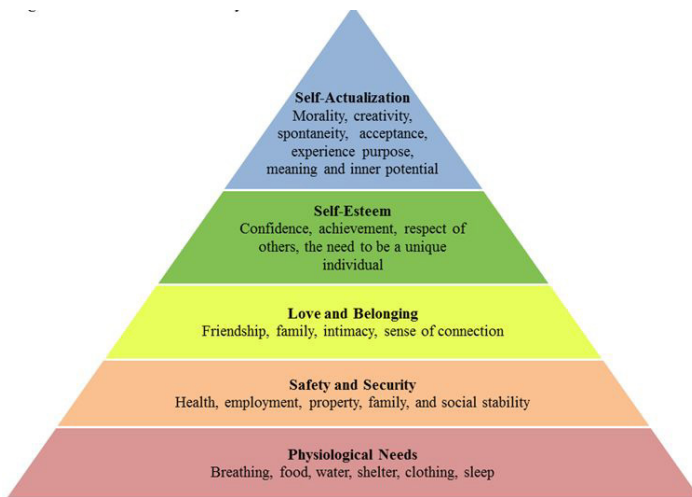 Self-Actualization
Morality, creativity,
spontaneity, acceptance,
experience purpose,
meaning and inner potential
Self-Esteem
Confidence, achievement, respect of
others, the need to be a unique
individual
Love and Belonging
Friendship, family, intimacy, sense of connection
Safety and Security
Health, employment, property, family, and social stability
Physiological Needs
Breathing, food, water, shelter, clothing, sleep